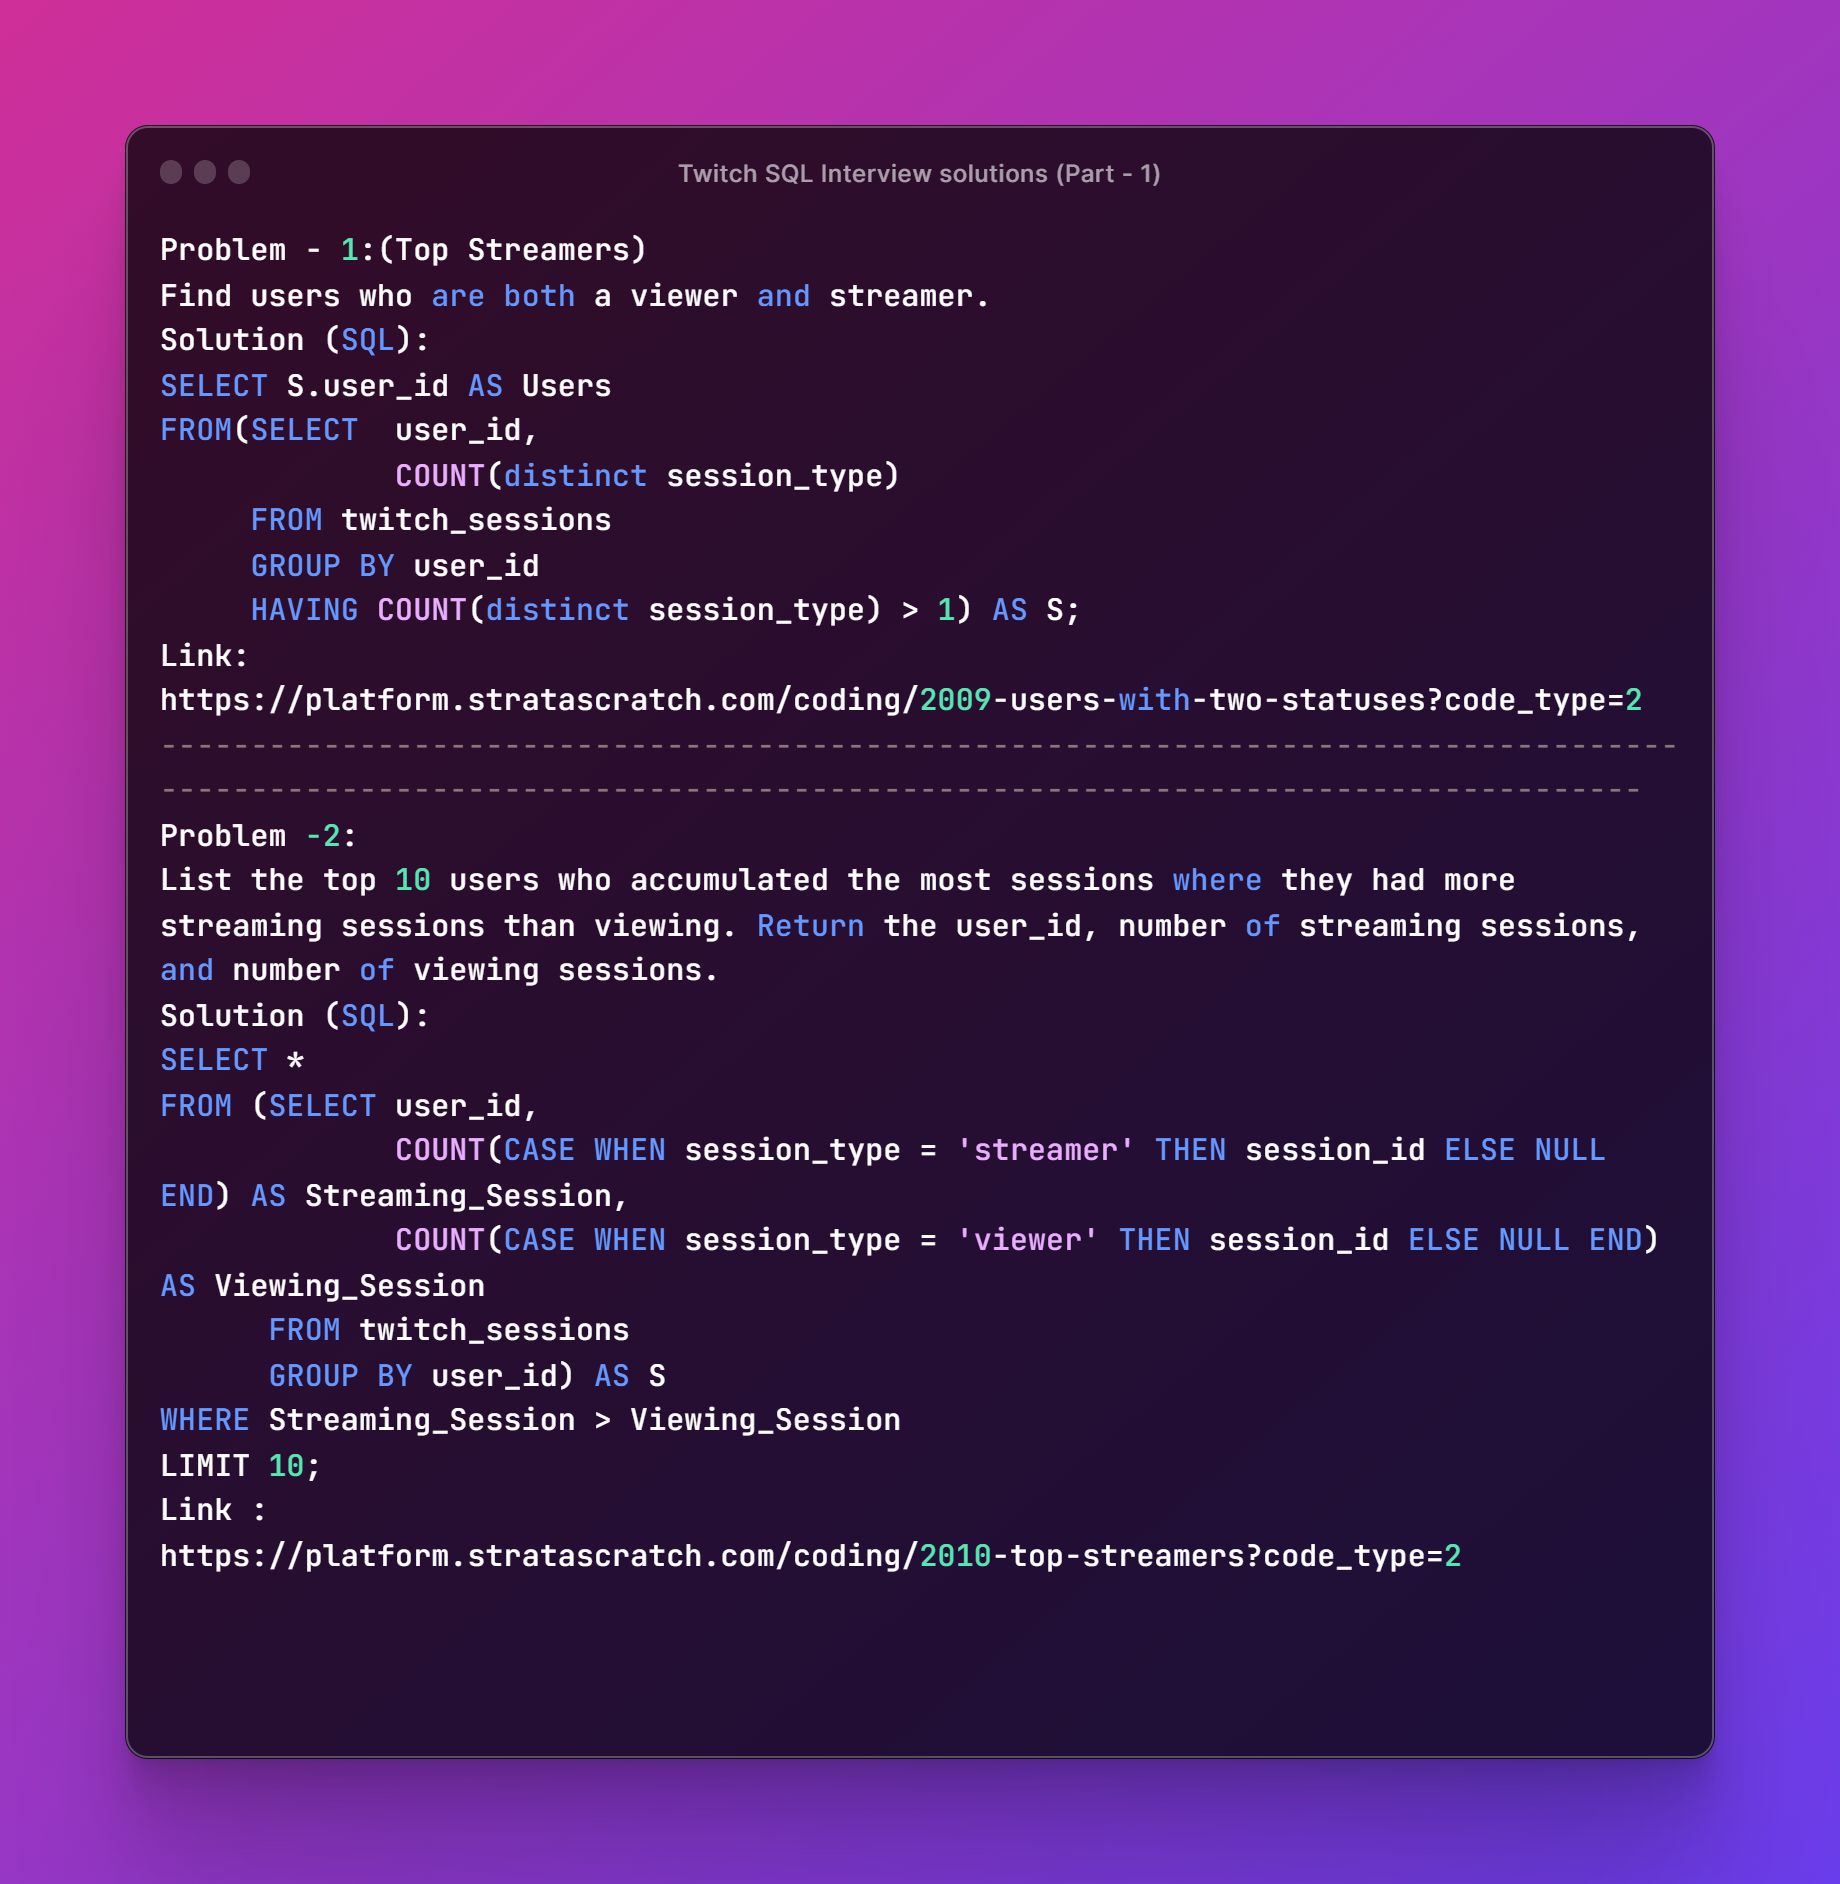 Twitch SQL Interview solutions (Part - 1)
Problem - 1:(Top Streamers)
Find users who are both a viewer and streamer.
Solution (SQL):
SELECT S.user_id AS Users
FROM(SELECT  user_id,
             COUNT(distinct session_type)
     FROM twitch_sessions
     GROUP BY user_id
     HAVING COUNT(distinct session_type) > 1) AS S;
Link:
https://platform.stratascratch.com/coding/2009-users-with-two-statuses?code_type=2
------------------------------------------------------------------------------------
----------------------------------------------------------------------------------
Problem -2:
List the top 10 users who accumulated the most sessions where they had more
streaming sessions than viewing. Return the user_id, number of streaming sessions,
and number of viewing sessions.
Solution (SQL):
SELECT *
FROM (SELECT user_id,
             COUNT(CASE WHEN session_type = 'streamer' THEN session_id ELSE NULL
END) AS Streaming_Session,
             COUNT(CASE WHEN session_type = 'viewer' THEN session_id ELSE NULL END)
AS Viewing_Session
      FROM twitch_sessions
      GROUP BY user_id) AS S
WHERE Streaming_Session > Viewing_Session
LIMIT 10;
Link :
https://platform.stratascratch.com/coding/2010-top-streamers?code_type=2